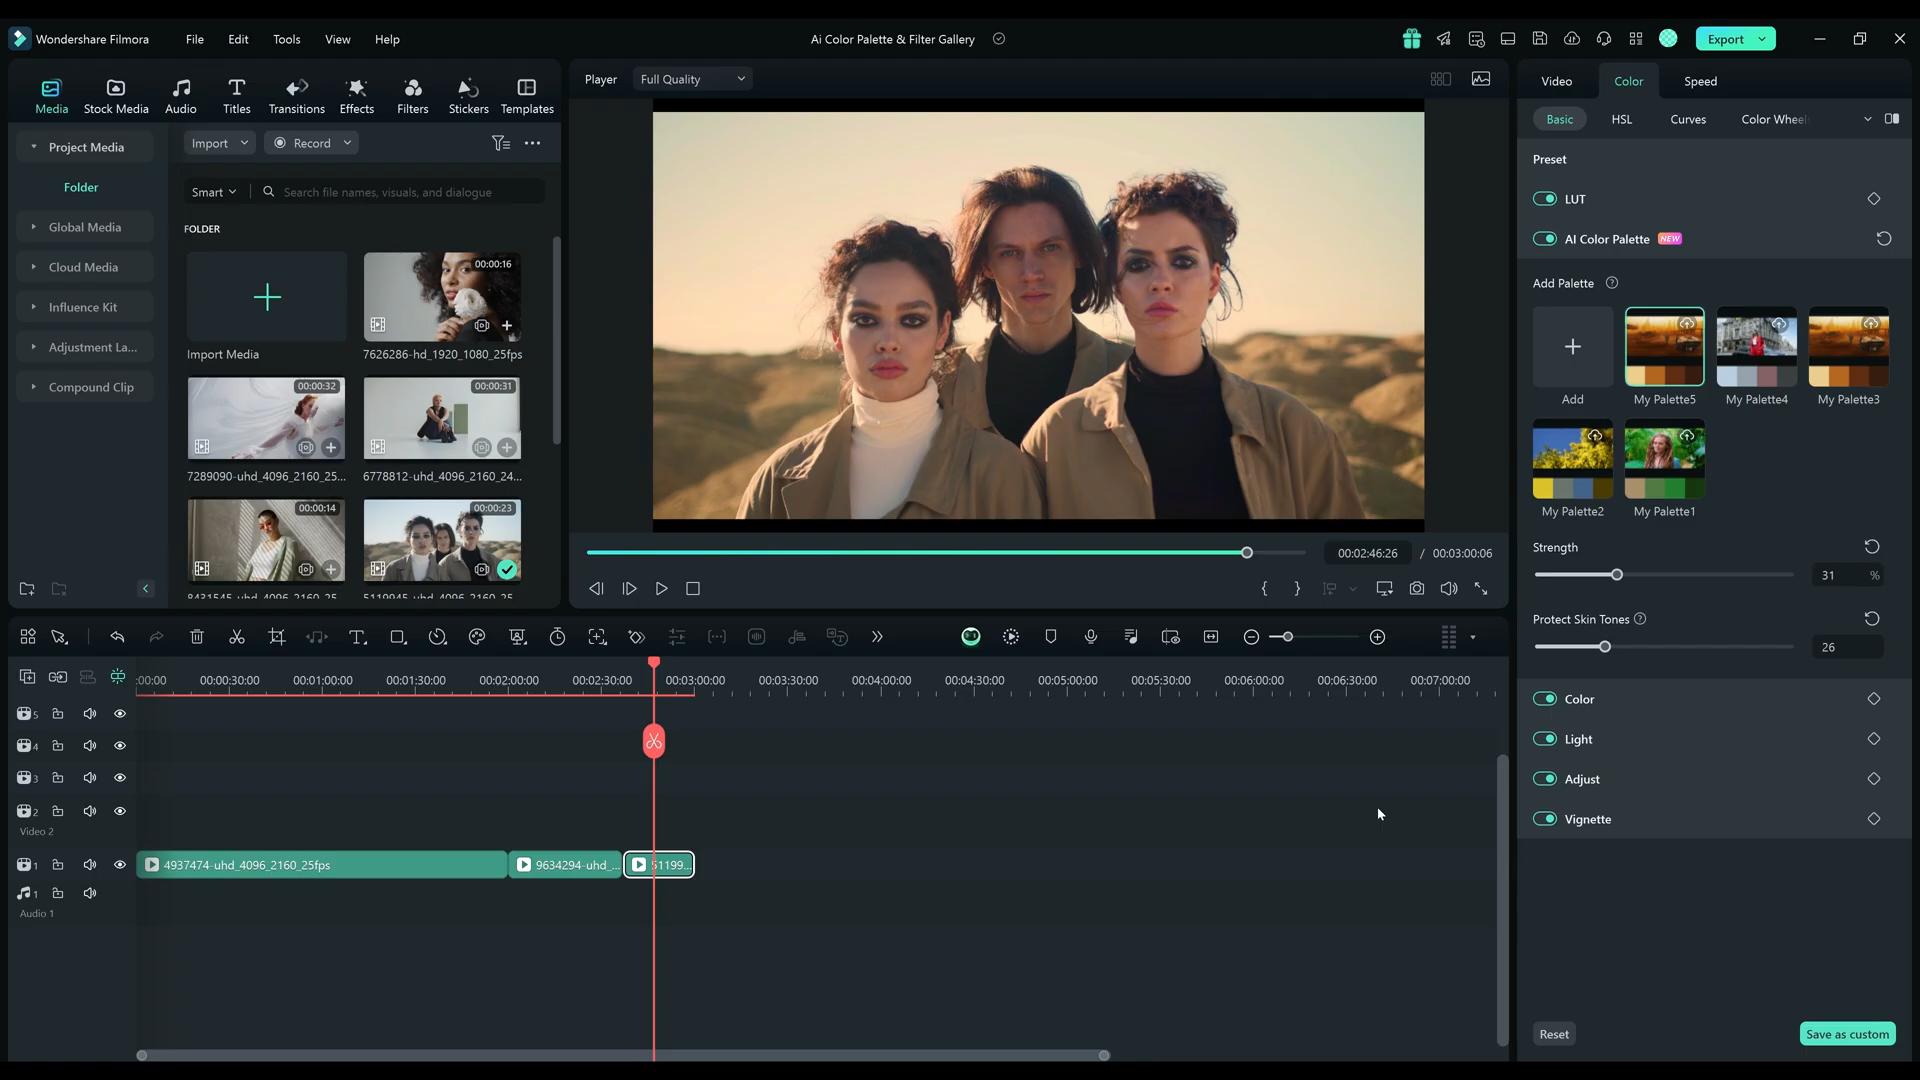 Wondershare Filmora
File Edit Tools View Help
Ai Color Palette & Filter Gallery
Export
Media
Stock Media
Audio
Titles
Transitions
Effects
Filters
Stickers
Templates
Project Media
Folder
Global Media
Cloud Media
Influence Kit
Adjustment La...
Compound Clip
Import
Record
Smart
Search file names, visuals, and dialogue
FOLDER
Import Media
00:00:16
7626286-hd_1920_1080_25fps
00:00:32
7289090-uhd_4096_2160_25...
00:00:31
6778812-uhd_4096_2160_24...
00:00:14
8431545-uhd_4096_2160_25
00:00:23
5119945-uhd_4096_2160_25
Player
Full Quality
00:02:46:26 / 00:03:00:06
Video Color Speed
Basic HSL Curves Color Whee
Preset
LUT
AI Color Palette NEW
Add Palette
Add
My Palette5
My Palette4
My Palette3
My Palette2
My Palette1
Strength
31 %
Protect Skin Tones
26
Color
Light
Adjust
Vignette
Reset
Save as custom
:00:00 00:00:30:00 00:01:00:00 00:01:30:00 00:02:00:00 00:02:30:00 00:03:00:00 00:03:30:00 00:04:00:00 00:04:30:00 00:05:00:00 00:05:30:00 00:06:00:00 00:06:30:00 00:07:00:00
5
4
3
2
Video 2
1
4937474-uhd_4096_2160_25fps
9634294-uhd_...
51199...
1
Audio 1